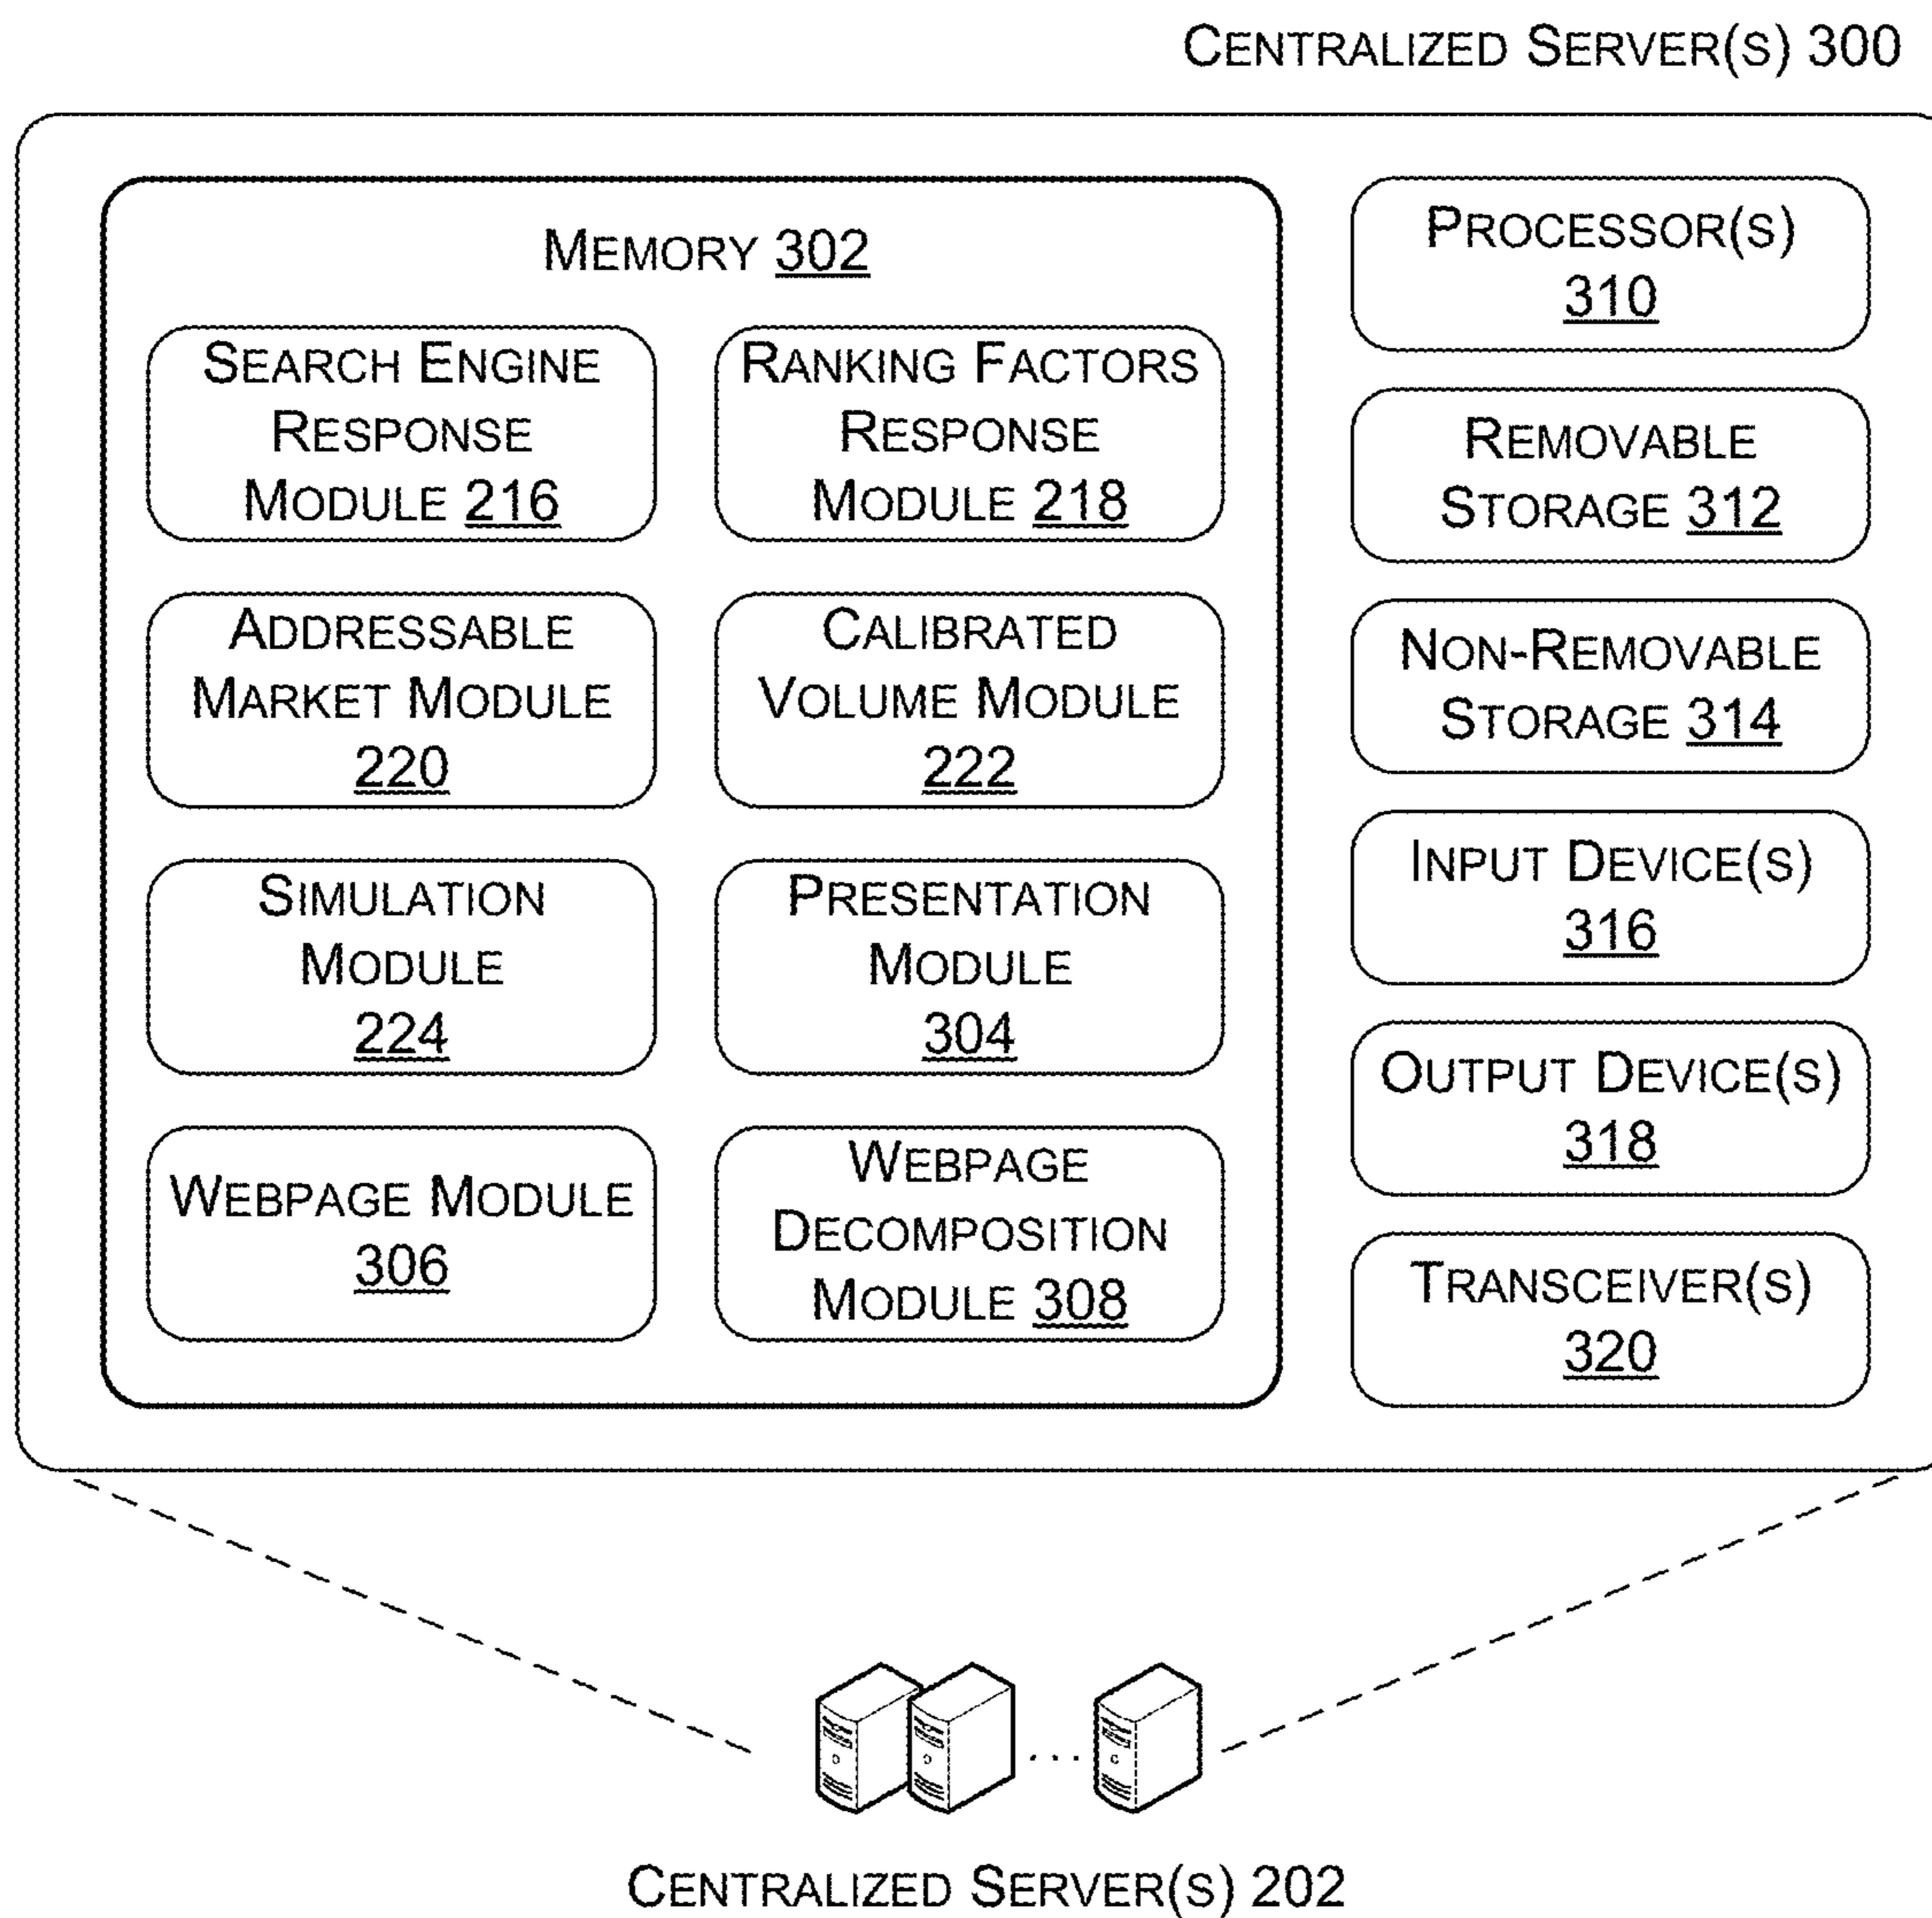 CENTRALIZED SERVER(S) 300
MEMORY 302
SEARCH ENGINE
RESPONSE
MODULE 216
RANKING FACTORS
RESPONSE
MODULE 218
ADDRESSABLE
MARKET MODULE
220
CALIBRATED
VOLUME MODULE
222
SIMULATION
MODULE
224
PRESENTATION
MODULE
304
WEBPAGE MODULE
306
WEBPAGE
DECOMPOSITION
MODULE 308
PROCESSOR(S)
310
REMOVABLE
STORAGE 312
NON-REMOVABLE
STORAGE 314
INPUT DEVICE(S)
316
OUTPUT DEVICE(S)
318
TRANSCEIVER(S)
320
...
CENTRALIZED SERVER(S) 202